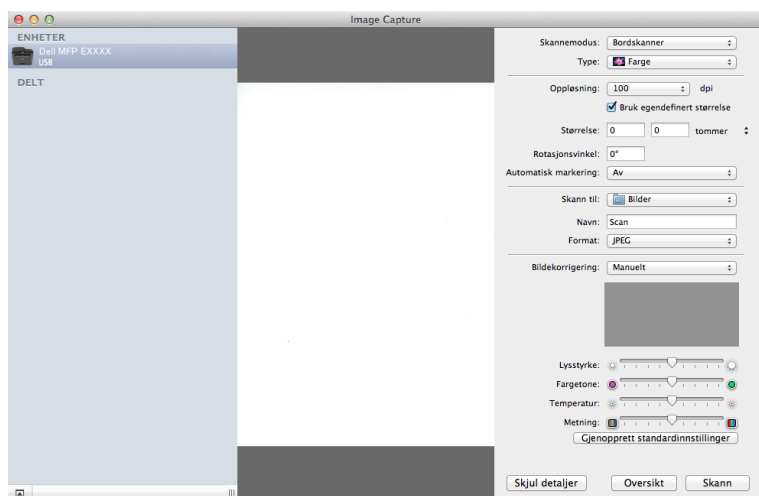 Image Capture
ENHETER
Dell MFP EXXXX
USB
DELT
Skannemodus: Bordskanner
Type: Farge
Oppløsning: 100 dpi
Bruk egendefinert størrelse
Størrelse: 0 0 tommer
Rotasjonsvinkel: 0°
Automatisk markering: Av
Skann til: Bilder
Navn: Scan
Format: JPEG
Bildekorrigering: Manuelt
Lysstyrke:
Fargetone:
Temperatur:
Metning:
Gjenopprett standardinnstillinger
Skjul detaljer Oversikt Skann